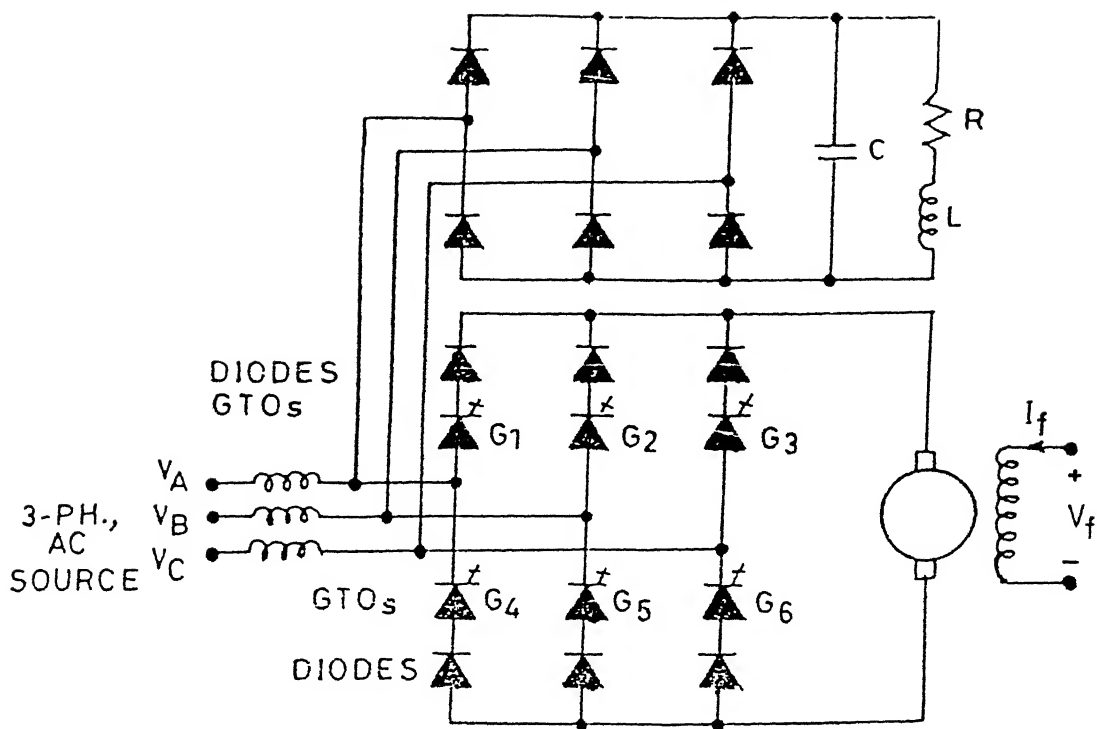 R
C
L
DIODES
GTOs
G1
G2
G3
If
VA
3-PH.,
VB
AC
VC
SOURCE
+
Vf
-
GTOs
G4
G5
G6
DIODES